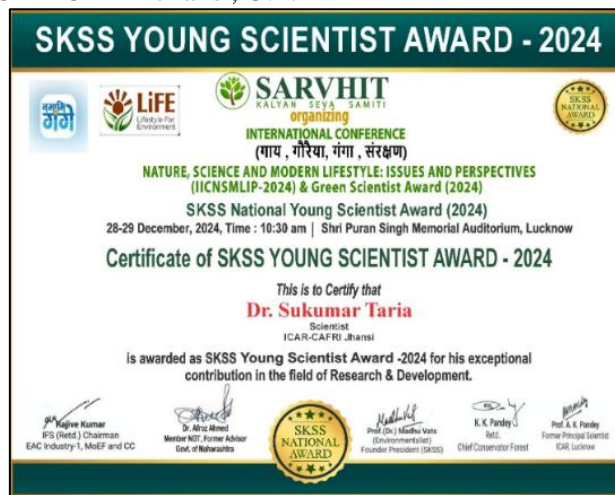 SKSS YOUNG SCIENTIST AWARD - 2024
नमामि
गंगे
LiFE
Lifestyle For
Environment
SARVHIT
KALYAN SEVA SAMITI
organizing
SKSS
NATIONAL
AWARD
INTERNATIONAL CONFERENCE
(गाय , गौरैया, गंगा , संरक्षण)
NATURE, SCIENCE AND MODERN LIFESTYLE: ISSUES AND PERSPECTIVES
(IICNSMLIP-2024) & Green Scientist Award (2024)
SKSS National Young Scientist Award (2024)
28-29 December, 2024, Time : 10:30 am | Shri Puran Singh Memorial Auditorium, Lucknow
Certificate of SKSS YOUNG SCIENTIST AWARD - 2024
This is to Certify that
Dr. Sukumar Taria
Scientist
ICAR-CAFRI Jhansi
is awarded as SKSS Young Scientist Award -2024 for his exceptional
contribution in the field of Research & Development.
Rajive Kumar
IFS (Retd.) Chairman
EAC Industry-1, MoEF and CC
Dr. Afroz Ahmed
Member NGT, Former Advisor
Govt. of Maharashtra
SKSS
NATIONAL
AWARD
Prof.(Dr.) Madhu Vats
(Environmentalist)
Founder President (SKSS)
K. K. Pandey
Retd.
Chief Conservator Forest
Prof. A. K. Pandey
Former Principal Scientist
ICAR, Lucknow